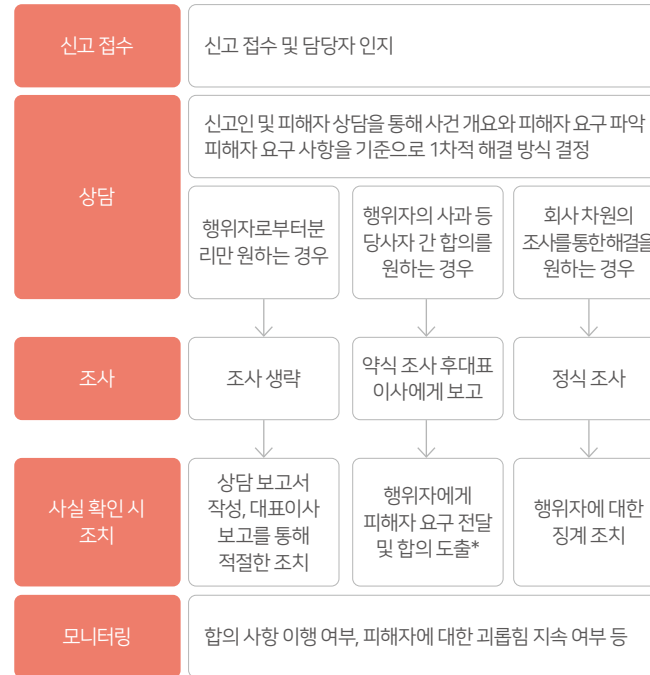 신고 접수
신고 접수 및 담당자 인지
상담
신고인 및 피해자 상담을 통해 사건 개요와 피해자 요구 파악
피해자 요구 사항을 기준으로 1차적 해결 방식 결정
행위자로부터분
리만 원하는 경우
행위자의 사과 등
당사자 간 합의를
원하는 경우
회사 차원의
조사를통한해결을
원하는 경우
조사
조사 생략
약식 조사 후대표
이사에게 보고
정식 조사
사실 확인 시
조치
상담 보고서
작성, 대표이사
보고를 통해
적절한 조치
행위자에게
피해자 요구 전달
및 합의 도출*
행위자에 대한
징계 조치
모니터링
합의 사항 이행 여부, 피해자에 대한 괴롭힘 지속 여부 등